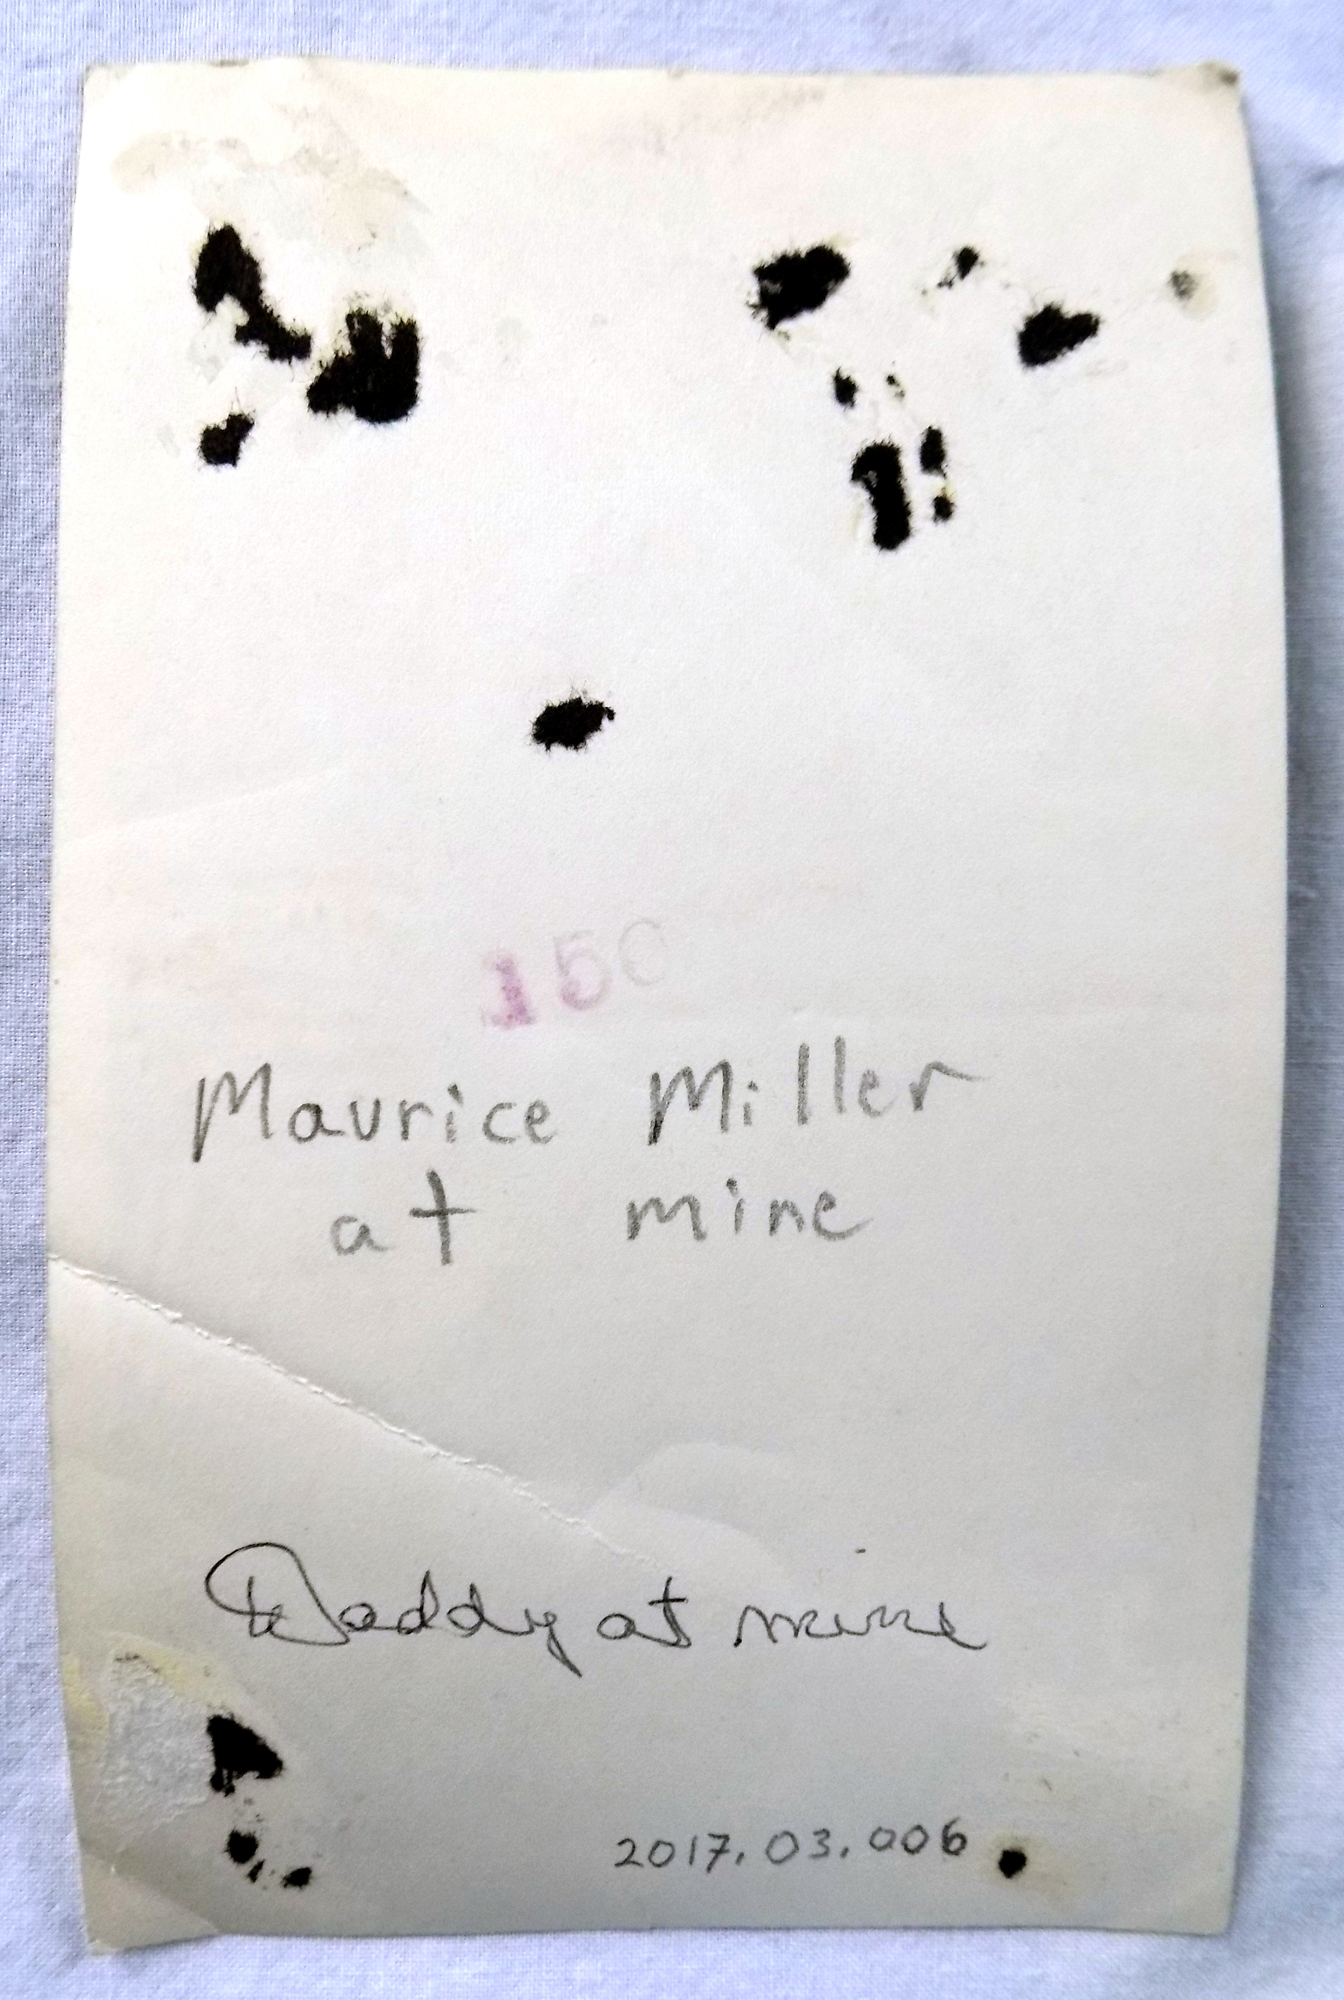 150
Maurice Miller
at mine
Daddy at mine
2017.03.006